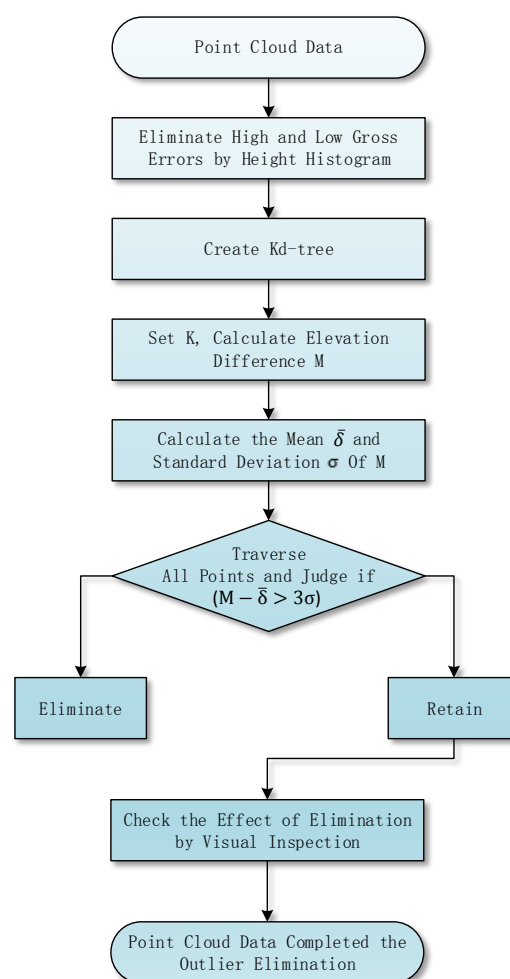 Point Cloud Data
Eliminate High and Low Gross
Errors by Height Histogram
Create Kd-tree
Set K, Calculate Elevation
Difference M
Calculate the Mean δ̄ and
Standard Deviation σ Of M
Traverse
All Points and Judge if
(M − δ̄ > 3σ)
Eliminate
Retain
Check the Effect of Elimination
by Visual Inspection
Point Cloud Data Completed the
Outlier Elimination